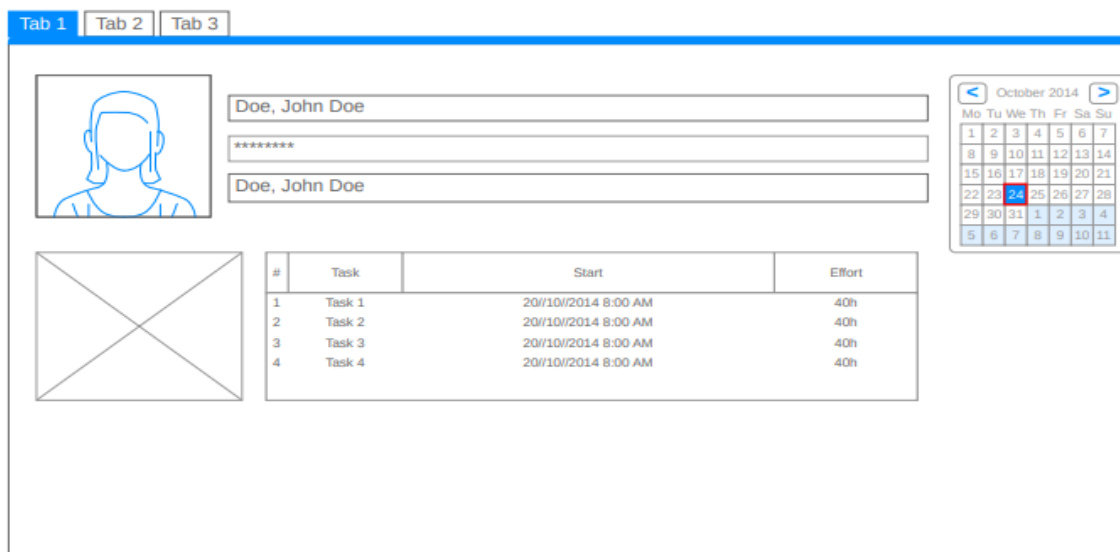 Tab 1 Tab 2 Tab 3
Doe, John Doe
********
Doe, John Doe
< October 2014 >
Mo Tu We Th Fr Sa Su
1 2 3 4 5 6 7
8 9 10 11 12 13 14
15 16 17 18 19 20 21
22 23 24 25 26 27 28
29 30 31 1 2 3 4
5 6 7 8 9 10 11
# Task Start Effort
1 Task 1 20//10//2014 8:00 AM 40h
2 Task 2 20//10//2014 8:00 AM 40h
3 Task 3 20//10//2014 8:00 AM 40h
4 Task 4 20//10//2014 8:00 AM 40h